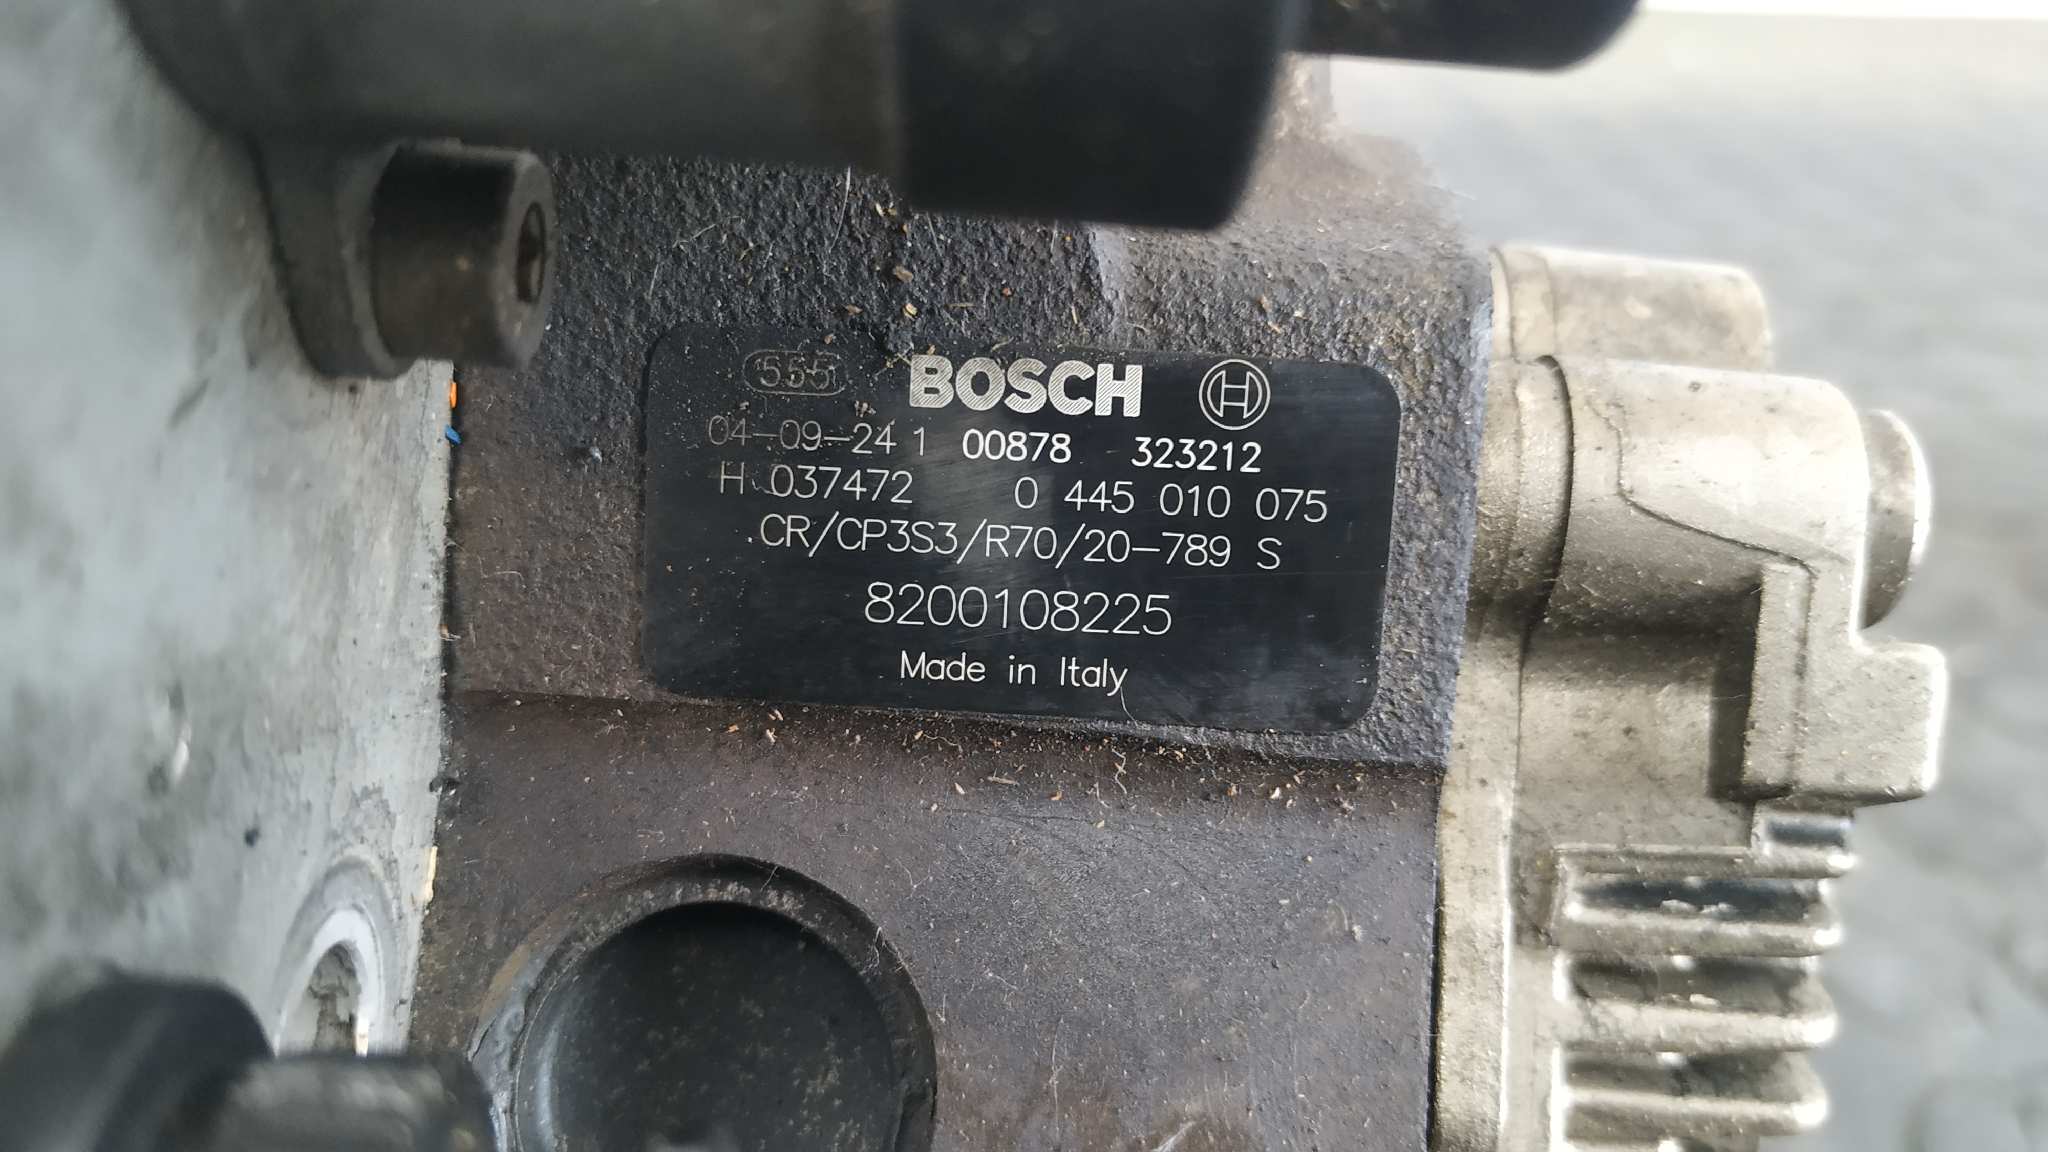 555 BOSCH H
04-09-24 1 00878 323212
H 037472 0 445 010 075
CR/CP3S3/R70/20-789 S
8200108225
Made in Italy